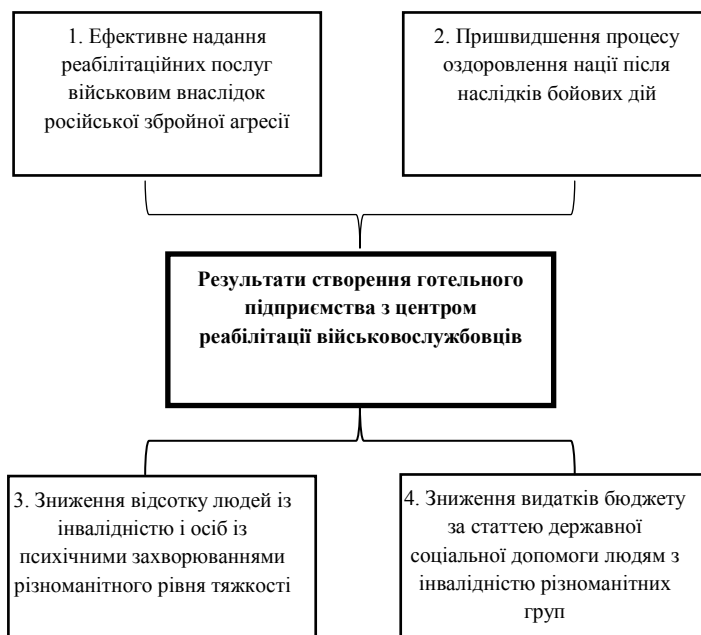 1. Ефективне надання
реабілітаційних послуг
військовим внаслідок
російської збройної агресії
2. Пришвидшення процесу
оздоровлення нації після
наслідків бойових дій
Результати створення готельного
підприємства з центром
реабілітації військовослужбовців
3. Зниження відсотку людей із
інвалідністю і осіб із
психічними захворюваннями
різноманітного рівня тяжкості
4. Зниження видатків бюджету
за статтею державної
соціальної допомоги людям з
інвалідністю різноманітних
груп